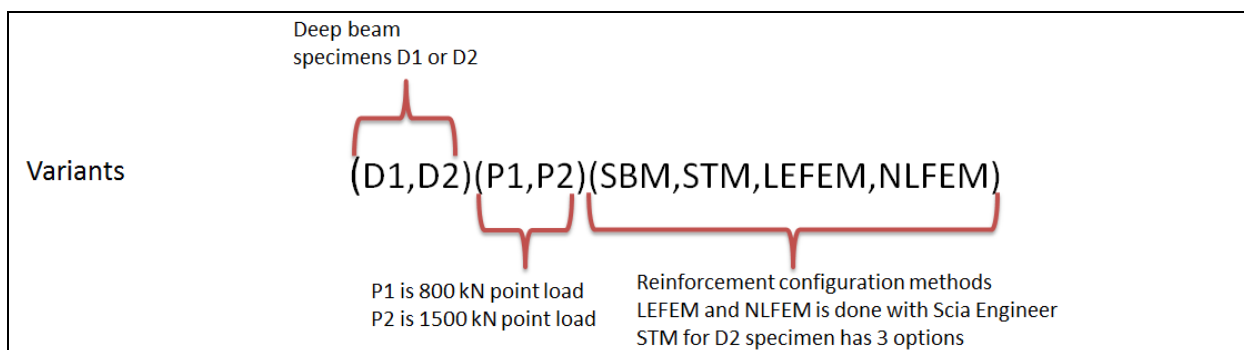 Deep beam
specimens D1 or D2
Variants
(D1,D2)(P1,P2)(SBM,STM,LEFEM,NLFEM)
P1 is 800 kN point load
P2 is 1500 kN point load
Reinforcement configuration methods
LEFEM and NLFEM is done with Scia Engineer
STM for D2 specimen has 3 options